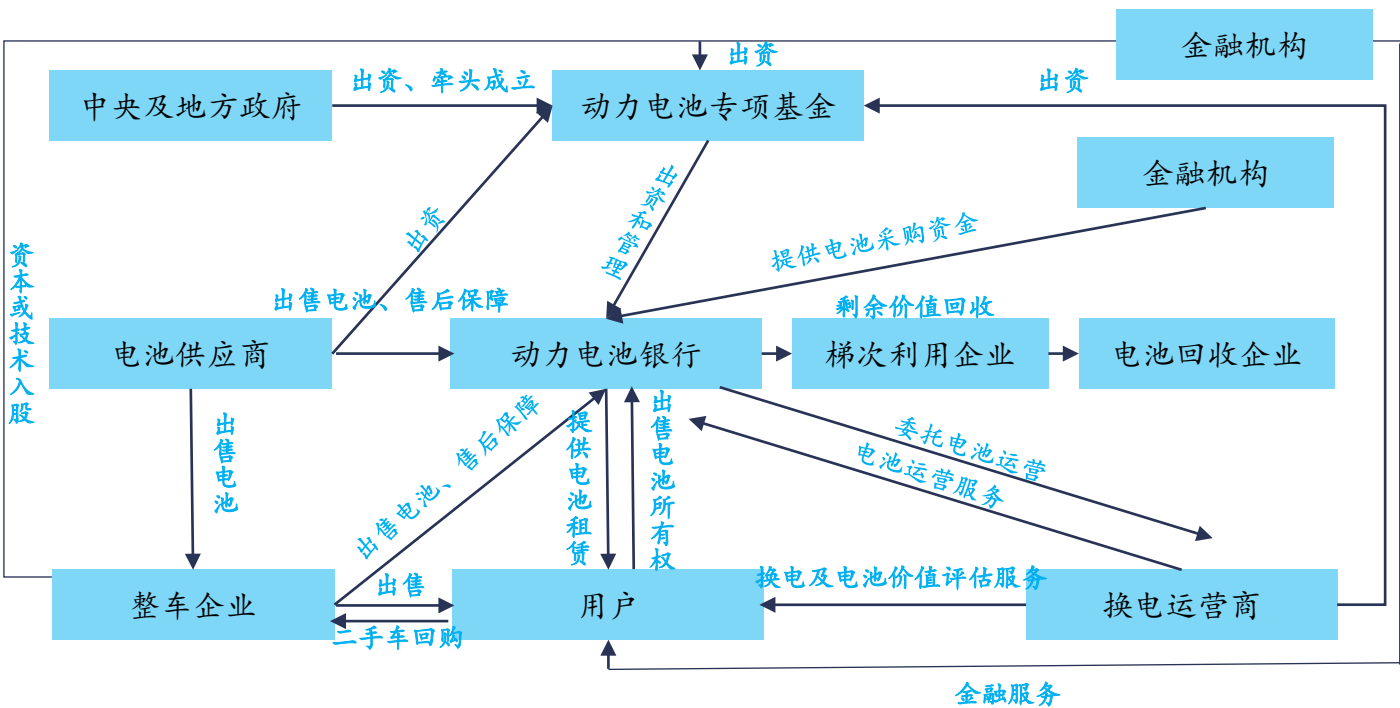 金融机构
出资
出资、牵头成立
出资
中央及地方政府
动力电池专项基金
金融机构
出资和管理
出资
提供电池采购资金
资本或技术入股
出售电池、售后保障
剩余价值回收
电池供应商
动力电池银行
梯次利用企业
电池回收企业
出售电池
出售电池、售后保障
提供电池租赁
出售电池所有权
委托电池运营
电池运营服务
出售
换电及电池价值评估服务
整车企业
用户
换电运营商
二手车回购
金融服务